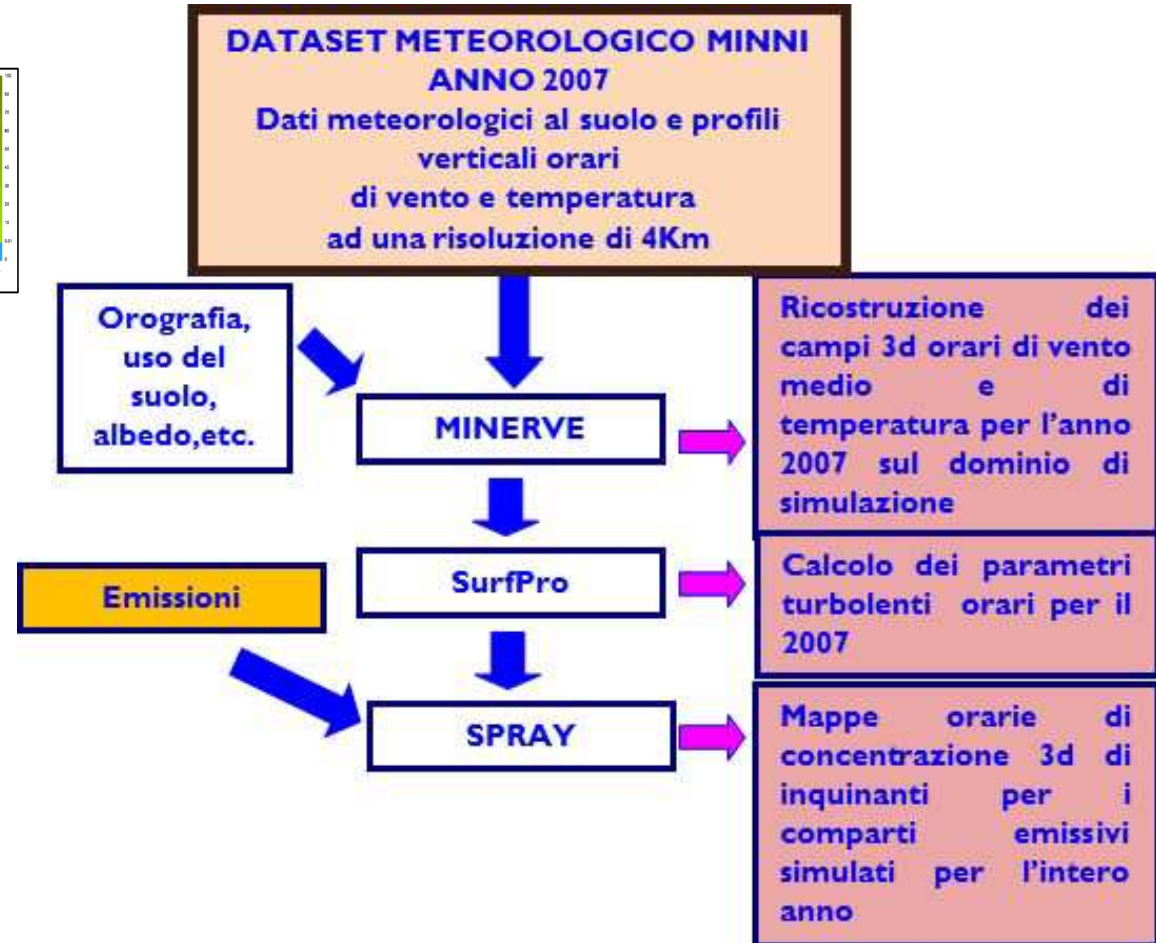 DATASET METEOROLOGICO MINNI
ANNO 2007
Dati meteorologici al suolo e profili
verticali orari
di vento e temperatura
ad una risoluzione di 4Km
Orografia,
uso del
suolo,
albedo,etc.
MINERVE
Ricostruzione dei
campi 3d orari di vento
medio e di
temperatura per l'anno
2007 sul dominio di
simulazione
Emissioni
SurfPro
Calcolo dei parametri
turbolenti orari per il
2007
SPRAY
Mappe orarie di
concentrazione 3d di
inquinanti per i
comparti emissivi
simulati per l'intero
anno